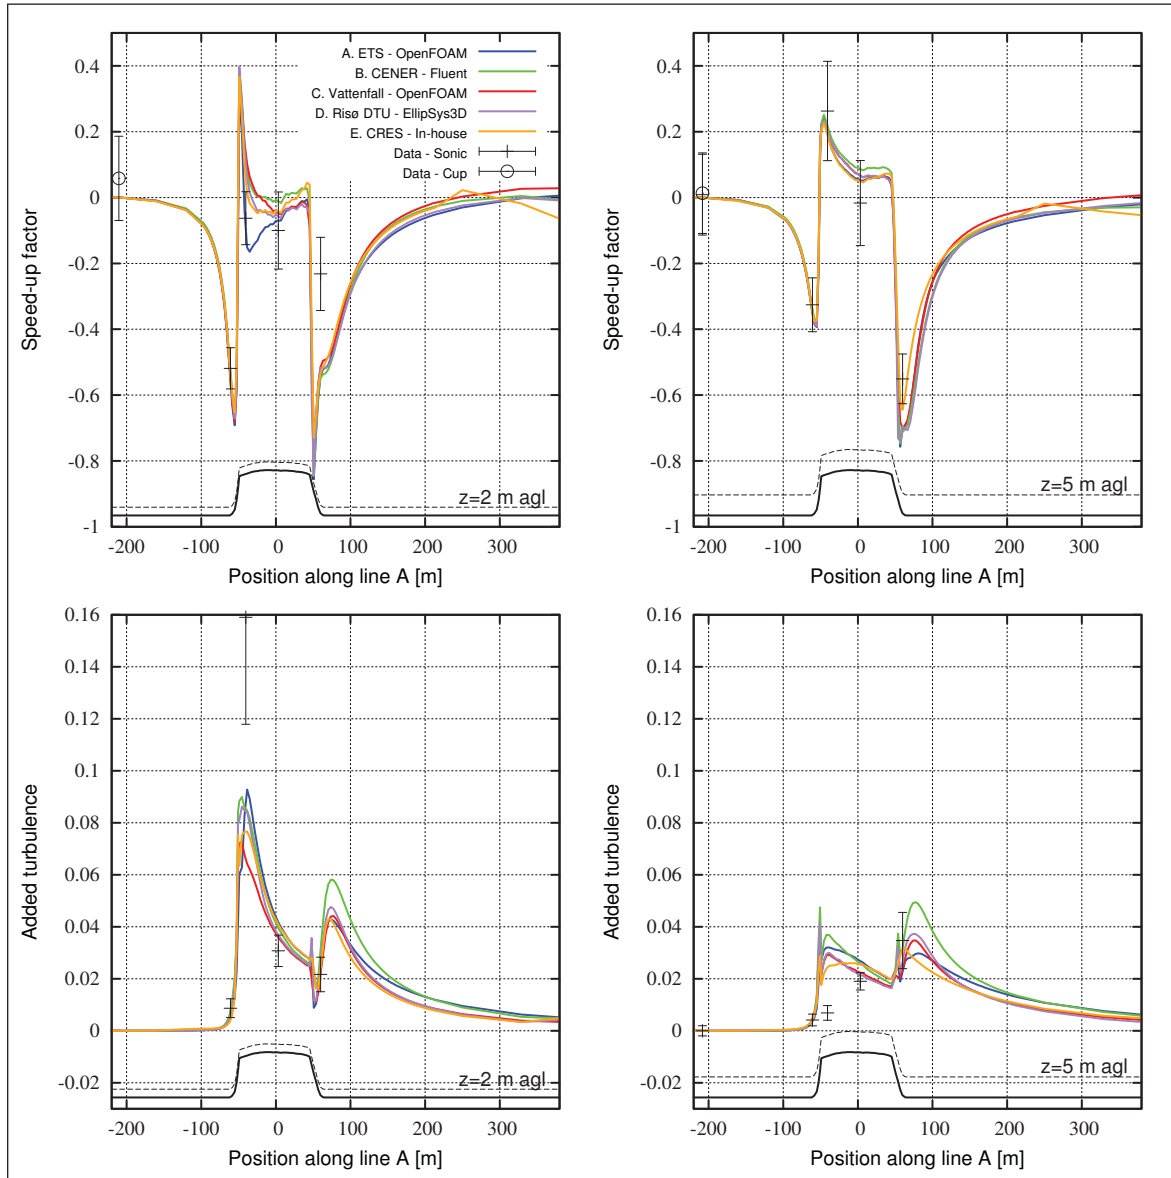 0.4
0.2
0
-0.2
-0.4
-0.6
-0.8
-1
Speed-up factor
A. ETS - OpenFOAM
B. CENER - Fluent
C. Vattenfall - OpenFOAM
D. Risø DTU - EllipSys3D
E. CRES - In-house
Data - Sonic
Data - Cup
z=2 m agl
-200 -100 0 100 200 300
Position along line A [m]
0.4
0.2
0
-0.2
-0.4
-0.6
-0.8
-1
Speed-up factor
z=5 m agl
-200 -100 0 100 200 300
Position along line A [m]
0.16
0.14
0.12
0.1
0.08
0.06
0.04
0.02
0
-0.02
Added turbulence
z=2 m agl
-200 -100 0 100 200 300
Position along line A [m]
0.16
0.14
0.12
0.1
0.08
0.06
0.04
0.02
0
-0.02
Added turbulence
z=5 m agl
-200 -100 0 100 200 300
Position along line A [m]